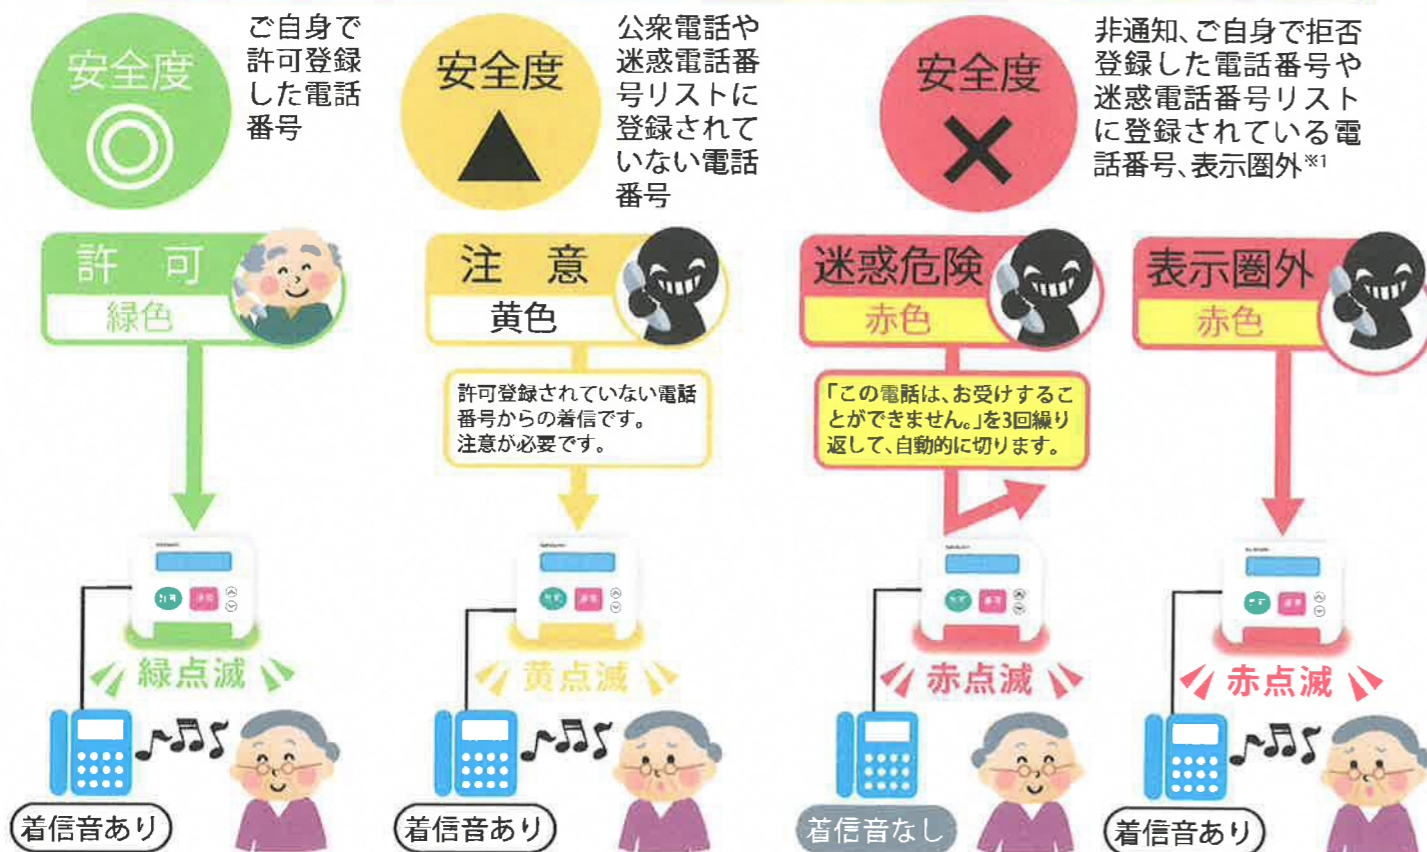 安全度
ご自身で
許可登録
した電話
番号
安全度
公衆電話や
迷惑電話番
号リストに
登録されて
いない電話
番号
安全度
非通知、ご自身で拒否
登録した電話番号や
迷惑電話番号リスト
に登録されている電
話番号、表示圏外※1
許可
緑色
注意
黄色
迷惑危険
赤色
表示圏外
赤色
許可登録されていない電話
番号からの着信です。
注意が必要です。
「この電話は、お受けするこ
とができません。」を3回繰り
返して、自動的に切ります。
緑点滅
黄点滅
赤点滅
赤点滅
着信音あり
着信音あり
着信音なし
着信音あり